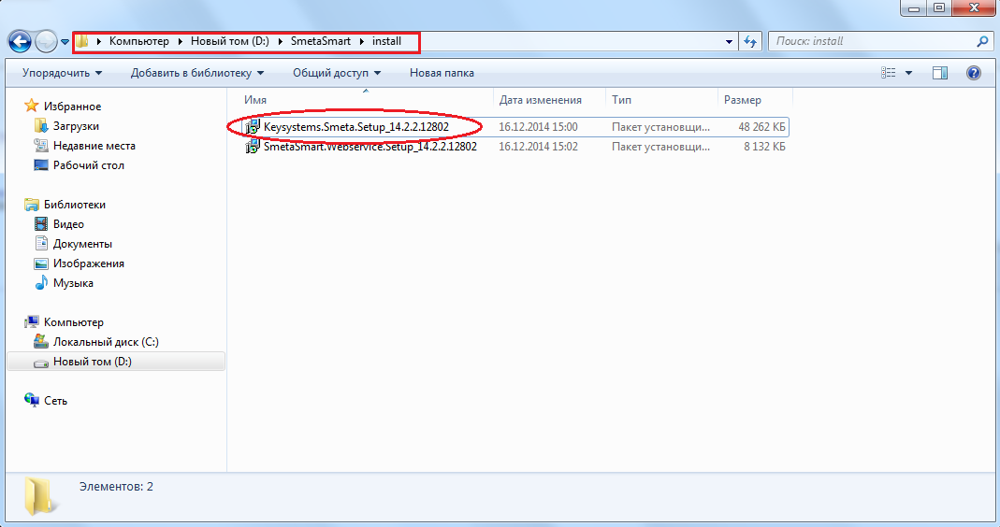 Компьютер Новый том (D:) SmetaSmart install Поиск: install
Упорядочить Добавить в библиотеку Общий доступ Новая папка
Имя Дата изменения Тип Размер
Keysystems.Smeta.Setup_14.2.2.12802 16.12.2014 15:00 Пакет установщи... 48 262 КБ
SmetaSmart.Webservice.Setup_14.2.2.12802 16.12.2014 15:02 Пакет установщи... 8 132 КБ
Избранное
Загрузки
Недавние места
Рабочий стол
Библиотеки
Видео
Документы
Изображения
Музыка
Компьютер
Локальный диск (C:)
Новый том (D:)
Сеть
Элементов: 2